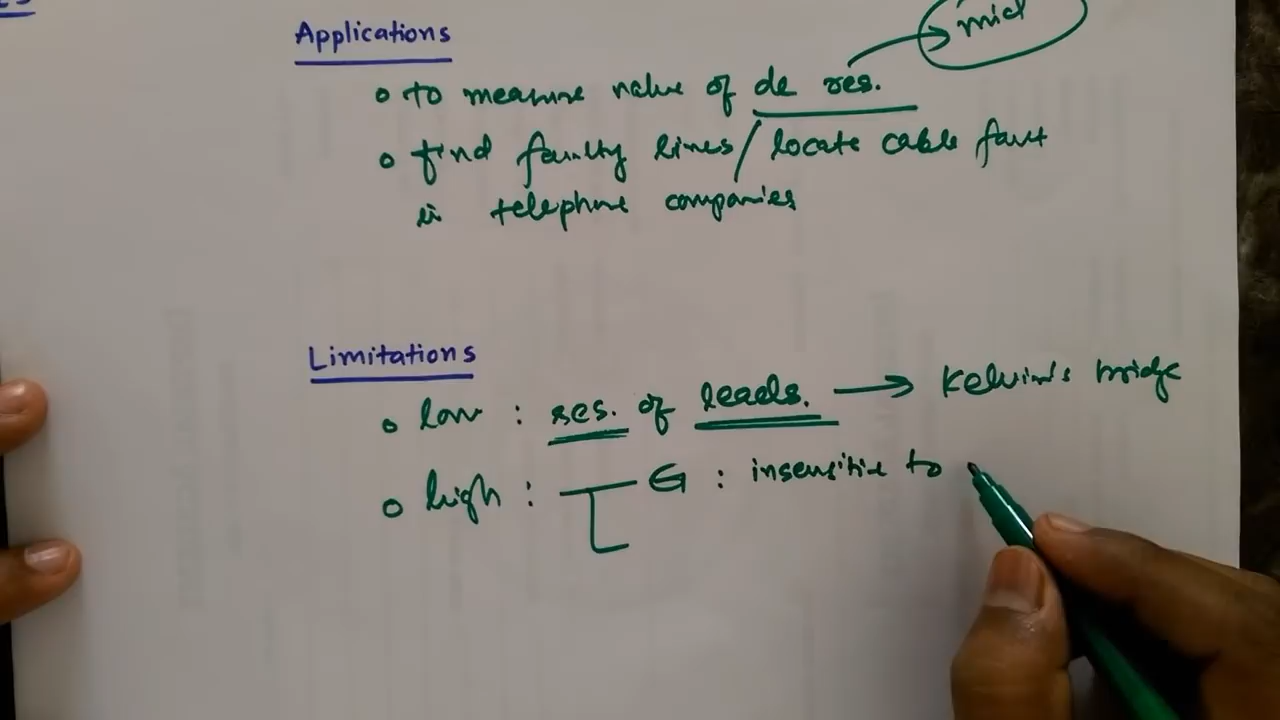 mid
Applications
to measure value of dc res.
find faulty lines/locate cable fault
in telephone companies
Limitations
low : res. of leads. → Kelvin's bridge
high : G : insensitive to